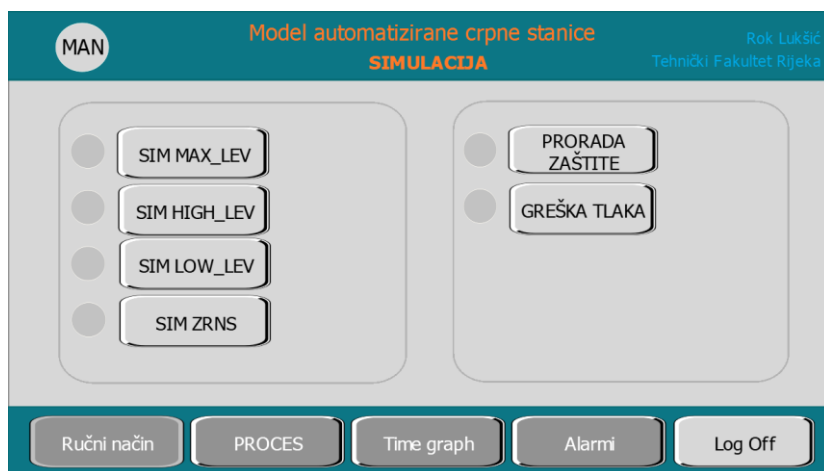 MAN
Model automatizirane crpne stanice
SIMULACIJA
Rok Lukšić
Tehnički Fakultet Rijeka
SIM MAX_LEV
SIM HIGH_LEV
SIM LOW_LEV
SIM ZRNS
PRORADA
ZAŠTITE
GREŠKA TLAKA
Ručni način
PROCES
Time graph
Alarmi
Log Off